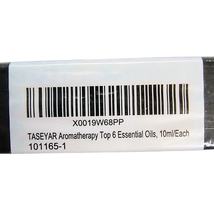 X0019W68PP
TASEYAR Aromatherapy Top 6 Essential Oils, 10ml/Each
101165-1